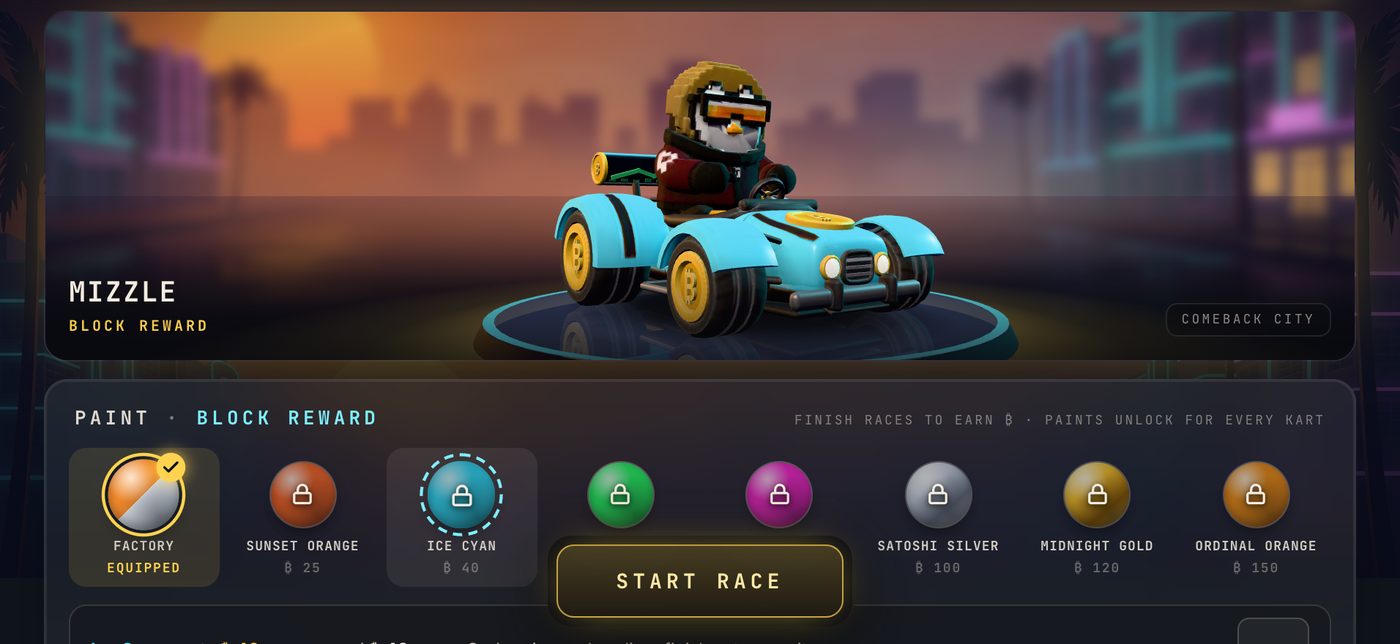 MIZZLE
BLOCK REWARD
COMEBACK CITY
PAINT · BLOCK REWARD
FINISH RACES TO EARN ₿ · PAINTS UNLOCK FOR EVERY KART
FACTORY
EQUIPPED
SUNSET ORANGE
₿ 25
ICE CYAN
₿ 40
START RACE
SATOSHI SILVER
₿ 100
MIDNIGHT GOLD
₿ 120
ORDINAL ORANGE
₿ 150